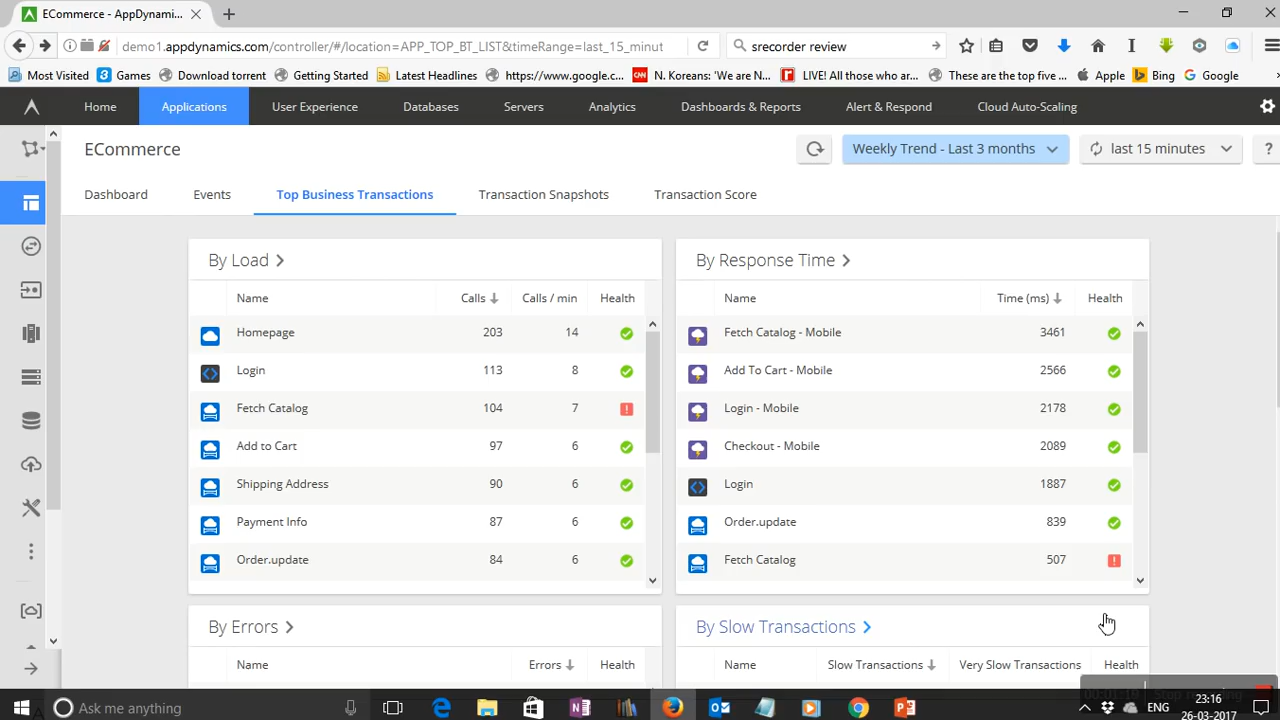 ECommerce - AppDynami...
demo1.appdynamics.com/controller/#/location=APP_TOP_BT_LIST&timeRange=last_15_minut
srecorder review
Most Visited
Games
Download torrent
Getting Started
Latest Headlines
https://www.google.c...
N. Koreans: 'We are N...
LIVE! All those who ar...
These are the top five ...
Apple
Bing
Google
Home
Applications
User Experience
Databases
Servers
Analytics
Dashboards & Reports
Alert & Respond
Cloud Auto-Scaling
ECommerce
Weekly Trend - Last 3 months
last 15 minutes
?
Dashboard
Events
Top Business Transactions
Transaction Snapshots
Transaction Score
By Load
Name Calls Calls / min Health
Homepage 203 14
Login 113 8
Fetch Catalog 104 7
Add to Cart 97 6
Shipping Address 90 6
Payment Info 87 6
Order.update 84 6
By Response Time
Name Time (ms) Health
Fetch Catalog - Mobile 3461
Add To Cart - Mobile 2566
Login - Mobile 2178
Checkout - Mobile 2089
Login 1887
Order.update 839
Fetch Catalog 507
By Errors
Name Errors Health
By Slow Transactions
Name Slow Transactions Very Slow Transactions Health
Ask me anything
ENG
23:16
26-03-2017